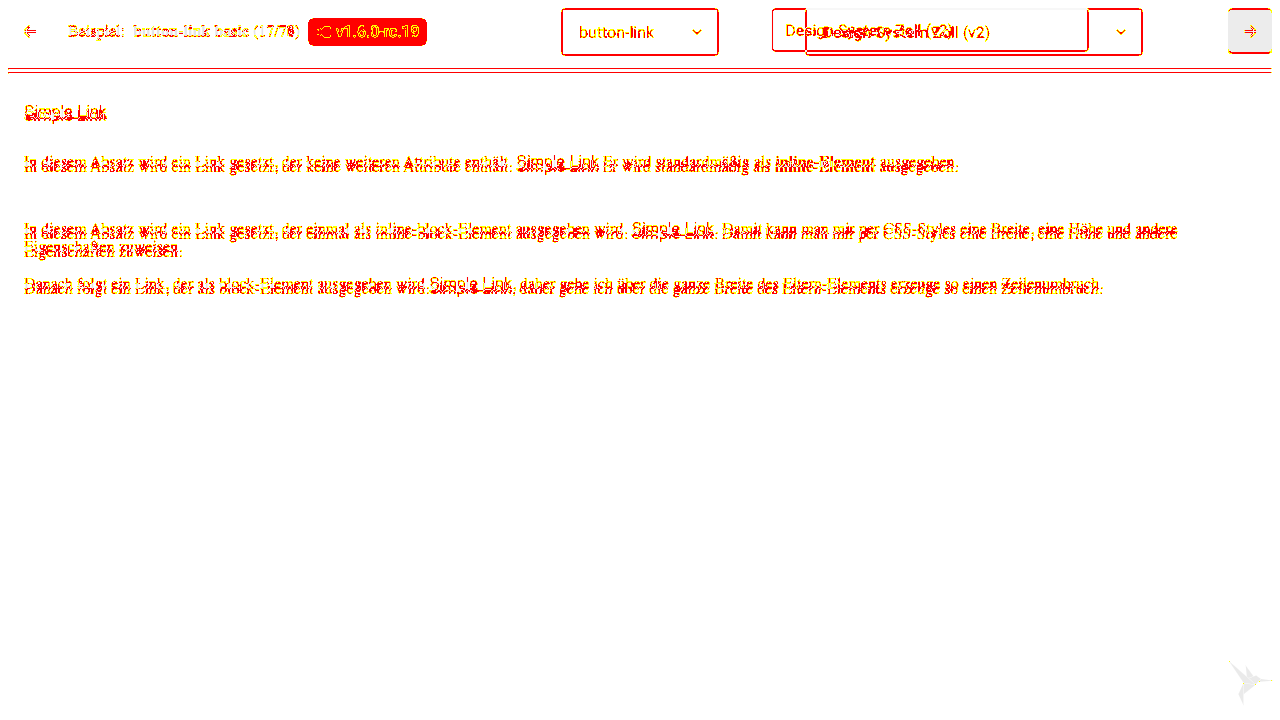 Beispiel: button-link basic (17/70) v1.6.0-rc.19 button-link Design System Zoll (v2) Design System Zoll (v2)
Simple Link
In diesem Absatz wird ein Link gesetzt, der keine weiteren Attribute enthält. Simple Link Er wird standardmäßig als inline-Element ausgegeben.
In diesem Absatz wird ein Link gesetzt, der einmal als inline-block-Element ausgegeben wird. Simple Link. Damit kann man mir per CSS-Styles eine Breite, eine Höhe und andere
Eigenschaften zuweisen.
Danach folgt ein Link, der als block-Element ausgegeben wird Simple Link, daher gehe ich über die ganze Breite des Eltern-Elements erzeuge so einen Zeilenumbruch.